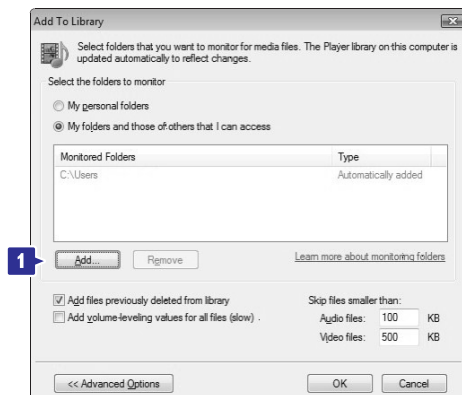 Add To Library
Select folders that you want to monitor for media files. The Player library on this computer is
updated automatically to reflect changes.
Select the folders to monitor
My personal folders
My folders and those of others that I can access
Monitored Folders Type
C:\Users Automatically added
1
Add... Remove Learn more about monitoring folders
Add files previously deleted from library
Add volume-leveling values for all files (slow) .
Skip files smaller than:
Audio files: 100 KB
Video files: 500 KB
<< Advanced Options OK Cancel